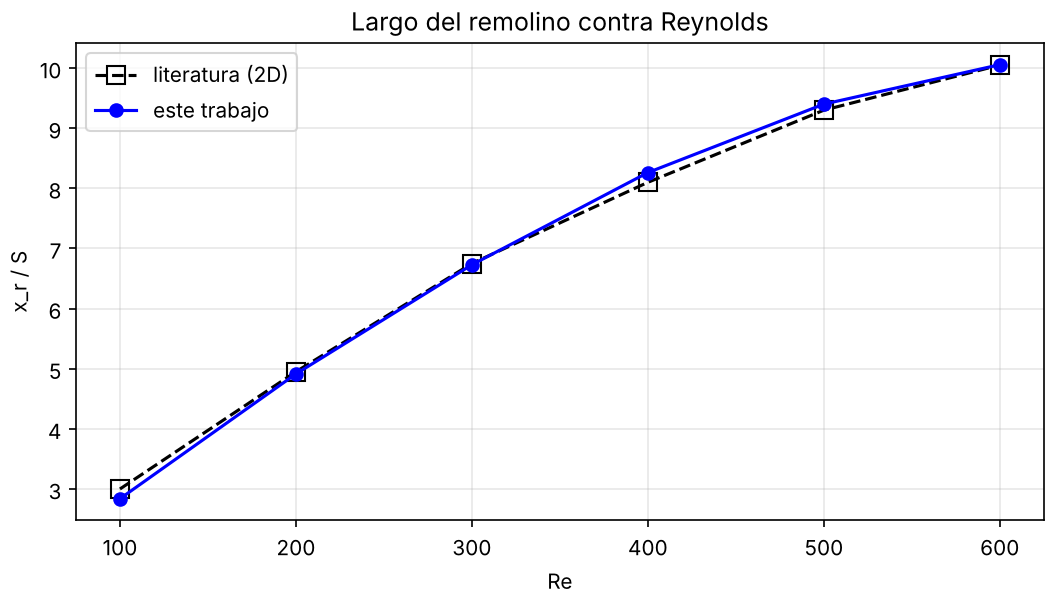 Largo del remolino contra Reynolds
literatura (2D)
este trabajo
10
9
8
7
6
5
4
3
x_r / S
100 200 300 400 500 600
Re